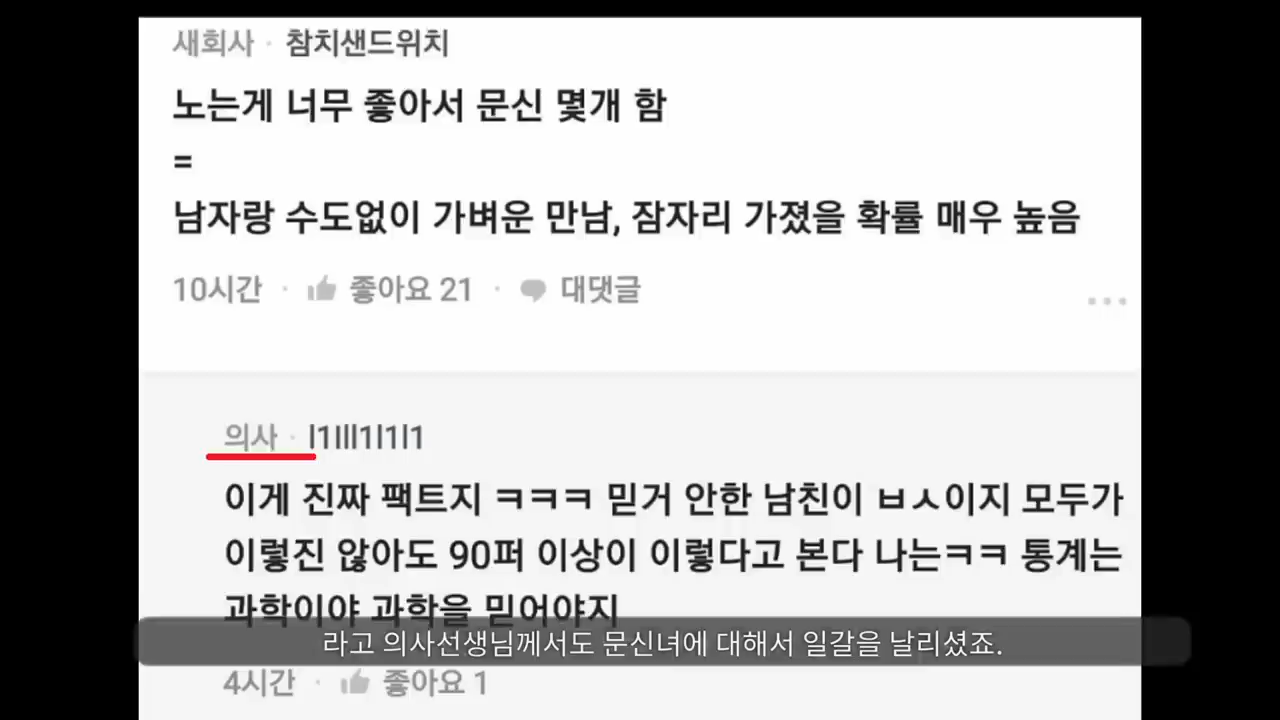 새회사 · 참치샌드위치
노는게 너무 좋아서 문신 몇개 함
=
남자랑 수도없이 가벼운 만남, 잠자리 가졌을 확률 매우 높음
10시간 · 좋아요 21 · 대댓글
의사 · l1lll1l1l1
이게 진짜 팩트지 ㅋㅋㅋ 믿거 안한 남친이 ㅂㅅ이지 모두가
이렇진 않아도 90퍼 이상이 이렇다고 본다 나는ㅋㅋ 통계는
과학이야 과학을 믿어야지
라고 의사선생님께서도 문신녀에 대해서 일갈을 날리셨죠.
4시간 · 좋아요 1